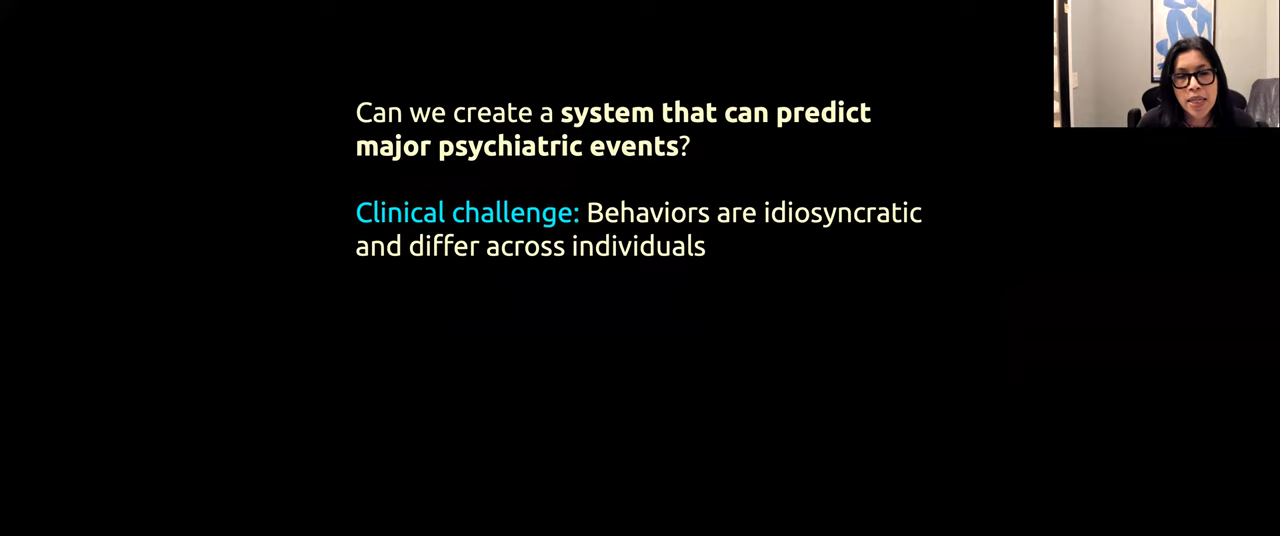 Can we create a system that can predict
major psychiatric events?
Clinical challenge: Behaviors are idiosyncratic
and differ across individuals